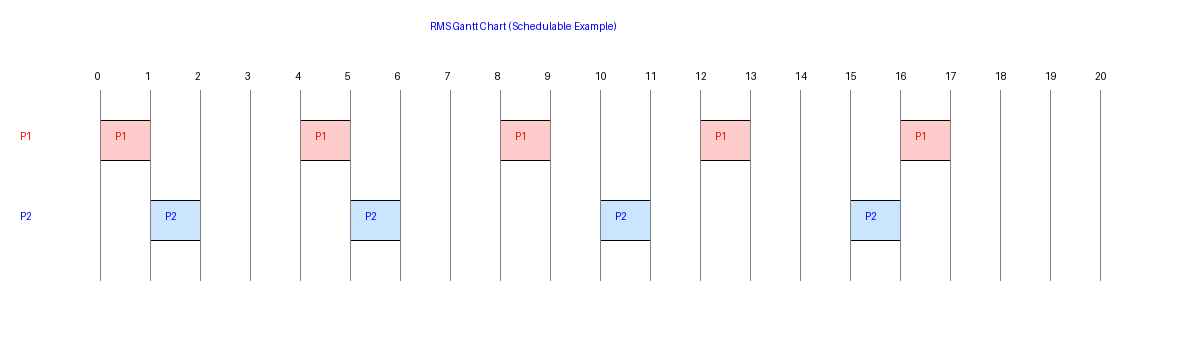 RMS Gantt Chart (Schedulable Example)
0 1 2 3 4 5 6 7 8 9 10 11 12 13 14 15 16 17 18 19 20
P1 P1 P1 P1 P1 P1
P2 P2 P2 P2 P2